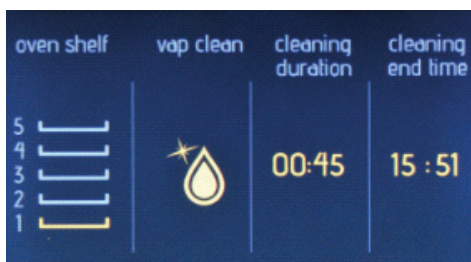 oven shelf
vap clean
cleaning
duration
cleaning
end time
5
4
3
2
1
00:45
15 : 51